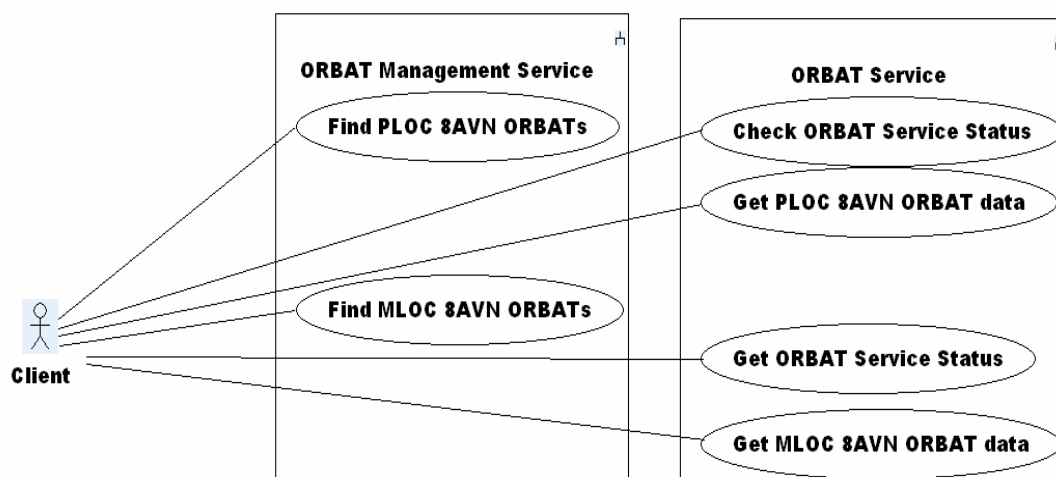 ORBAT Management Service
Find PLOC 8AVN ORBATs
Find MLOC 8AVN ORBATs
ORBAT Service
Check ORBAT Service Status
Get PLOC 8AVN ORBAT data
Get ORBAT Service Status
Get MLOC 8AVN ORBAT data
Client